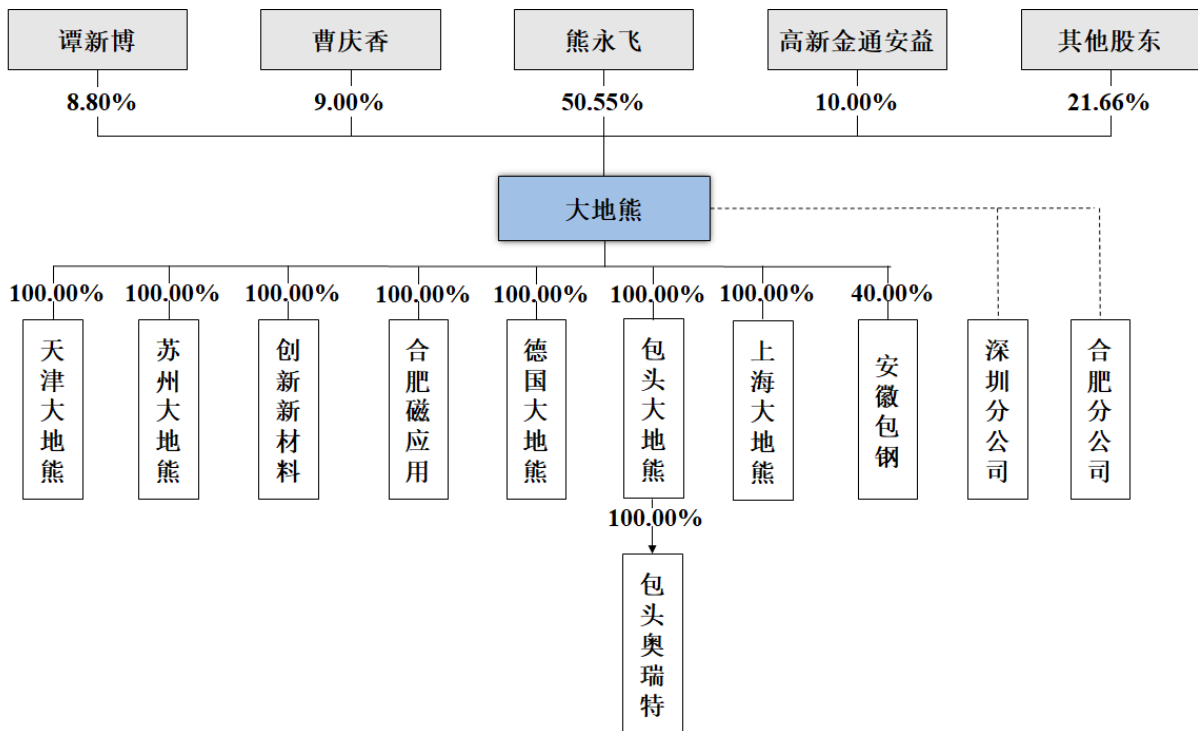 谭新博
曹庆香
熊永飞
高新金通安益
其他股东
8.80%
9.00%
50.55%
10.00%
21.66%
大地熊
100.00%
100.00%
100.00%
100.00%
100.00%
100.00%
100.00%
40.00%
天津大地熊
苏州大地熊
创新新材料
合肥磁应用
德国大地熊
包头大地熊
上海大地熊
安徽包钢
深圳分公司
合肥分公司
100.00%
包头奥瑞特